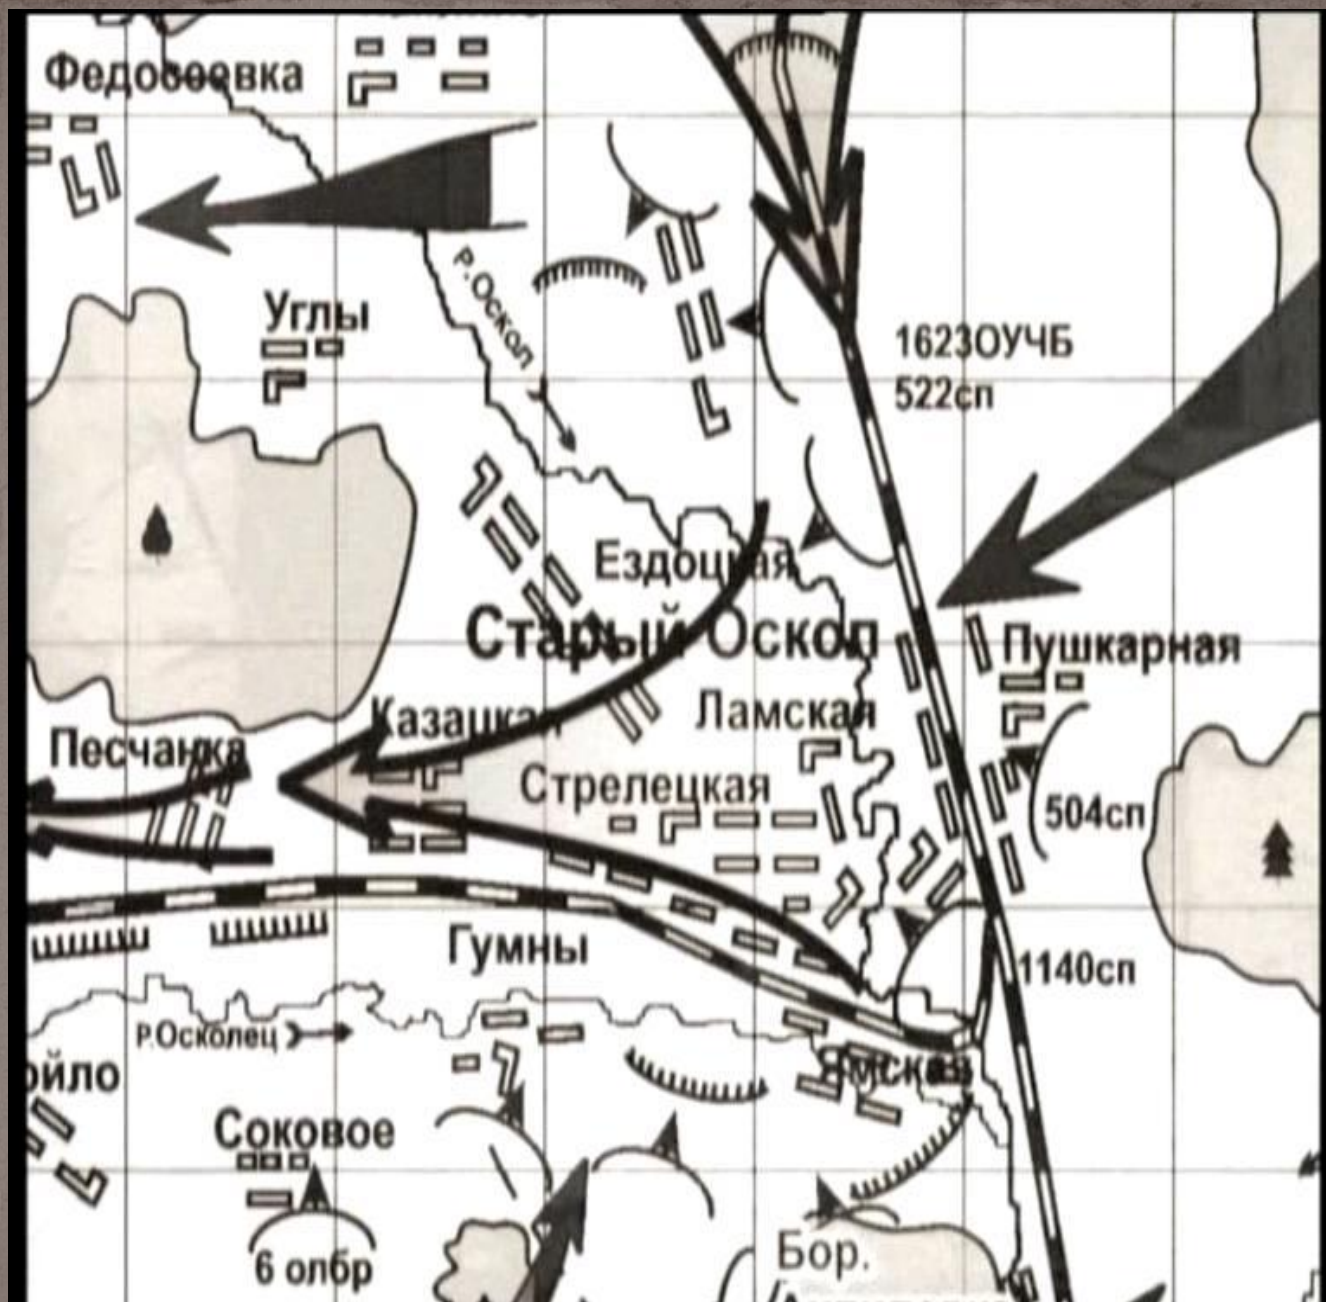 Федосеевка
р.Оскол
Углы
1623ОУЧБ
522сп
Ездоцкая
Старый Оскол
Пушкарная
Казацкая
Ламская
Песчанка
Стрелецкая
504сп
Гумны
1140сп
р.Осколец
ойло
Ямская
Соковое
6 олбр
Бор.